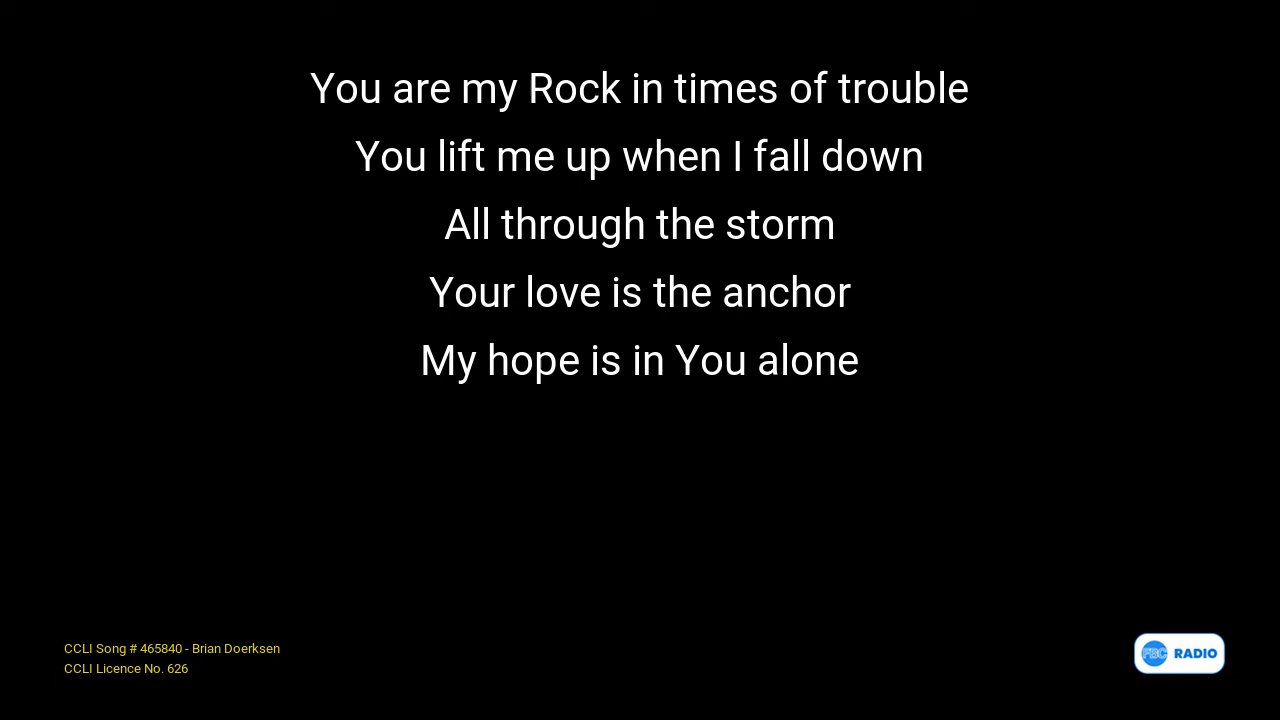 You are my Rock in times of trouble
You lift me up when I fall down
All through the storm
Your love is the anchor
My hope is in You alone
CCLI Song # 465840 - Brian Doerksen
CCLI Licence No. 626
FBC RADIO